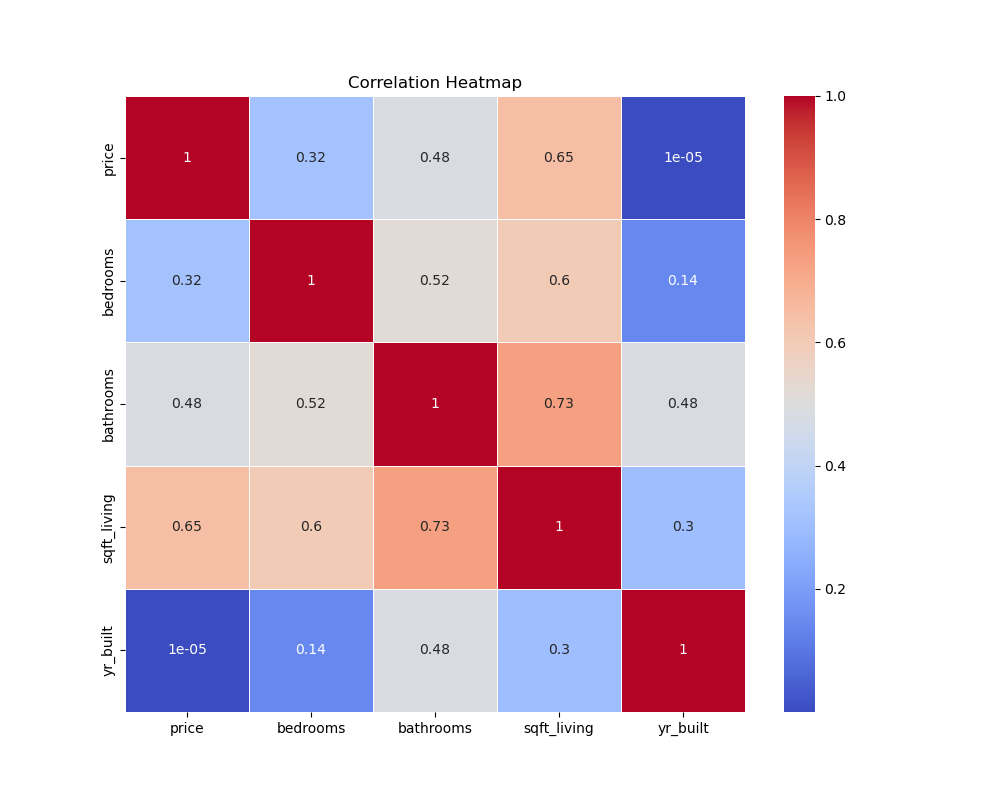 Correlation Heatmap
price 1 0.32 0.48 0.65 1e-05
bedrooms 0.32 1 0.52 0.6 0.14
bathrooms 0.48 0.52 1 0.73 0.48
sqft_living 0.65 0.6 0.73 1 0.3
yr_built 1e-05 0.14 0.48 0.3 1
price bedrooms bathrooms sqft_living yr_built
1.0
0.8
0.6
0.4
0.2